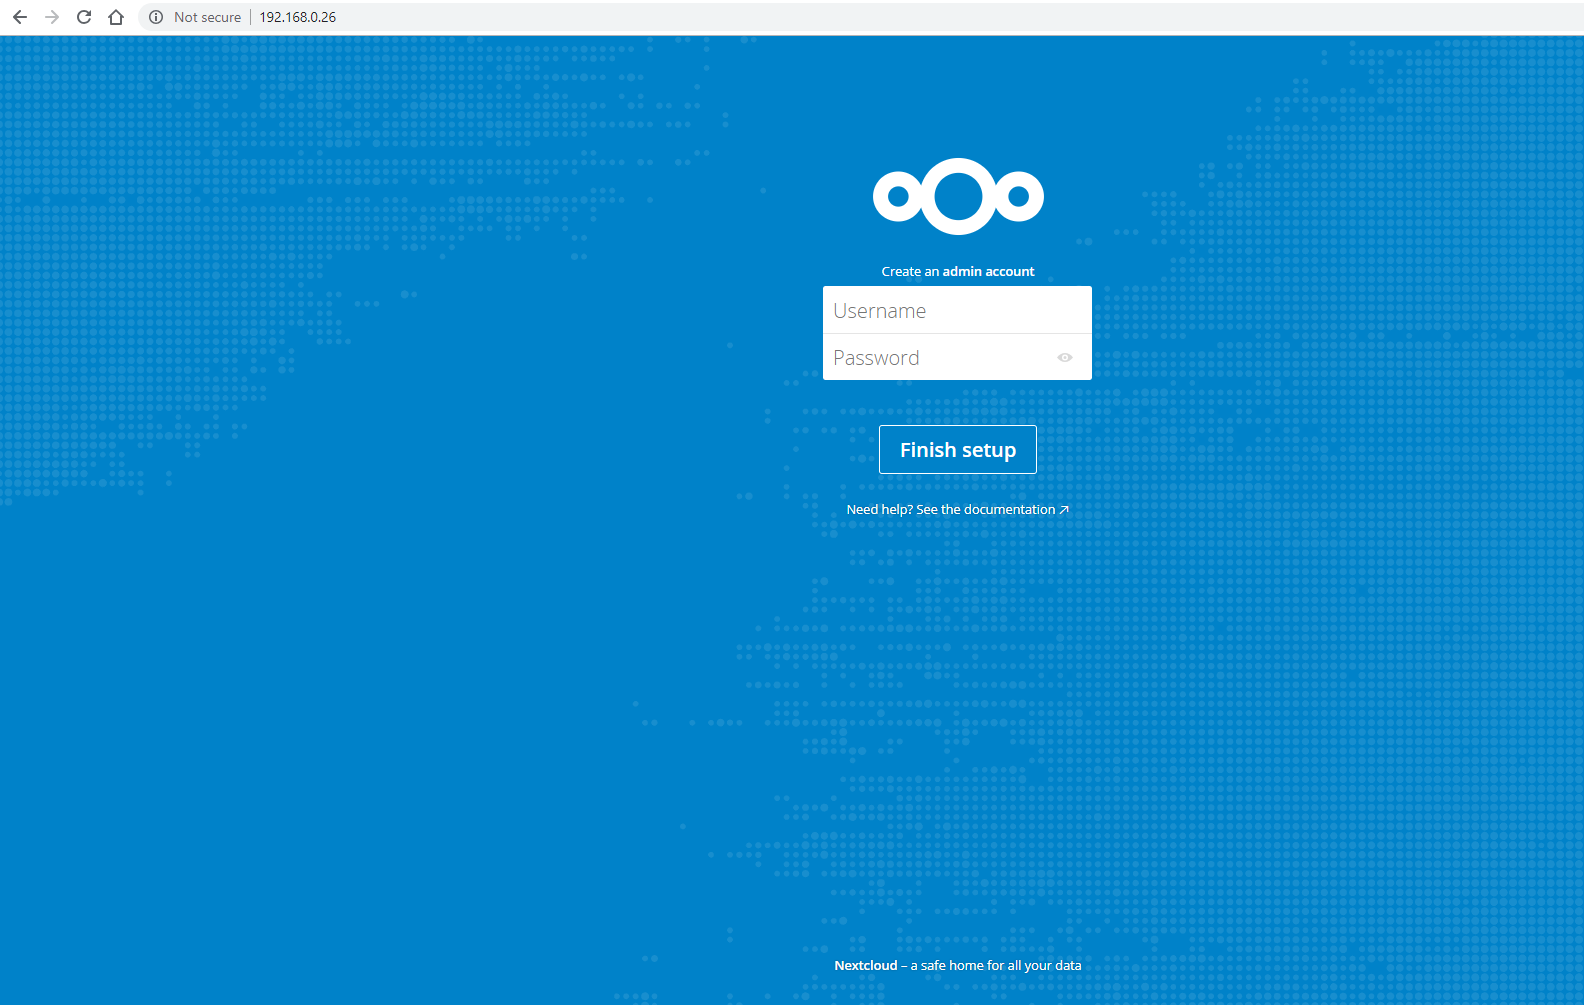 Not secure | 192.168.0.26
Create an admin account
Username
Password
Finish setup
Need help? See the documentation ↗
Nextcloud – a safe home for all your data